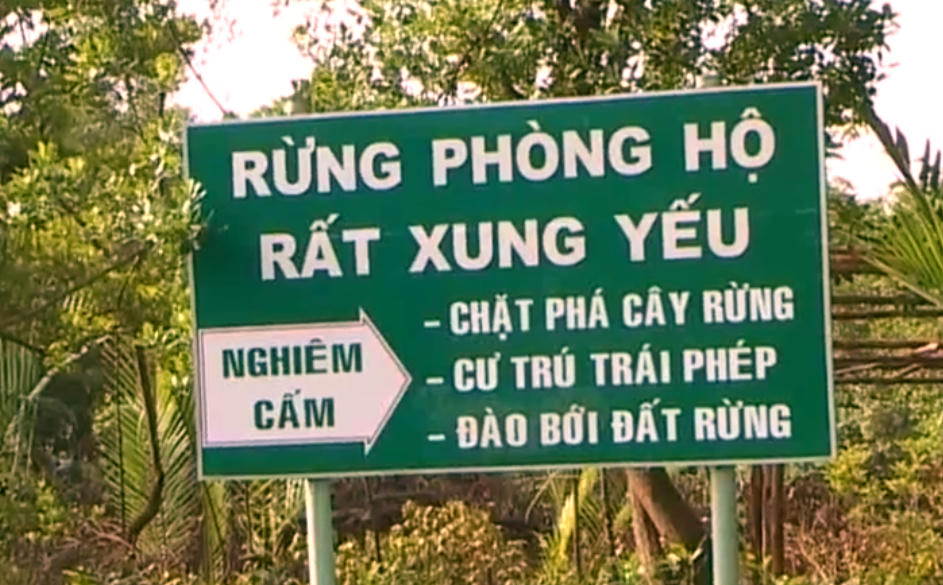 RỪNG PHÒNG HỘ
RẤT XUNG YẾU
NGHIÊM
CẤM
- CHẶT PHÁ CÂY RỪNG
- CƯ TRÚ TRÁI PHÉP
- ĐÀO BỚI ĐẤT RỪNG